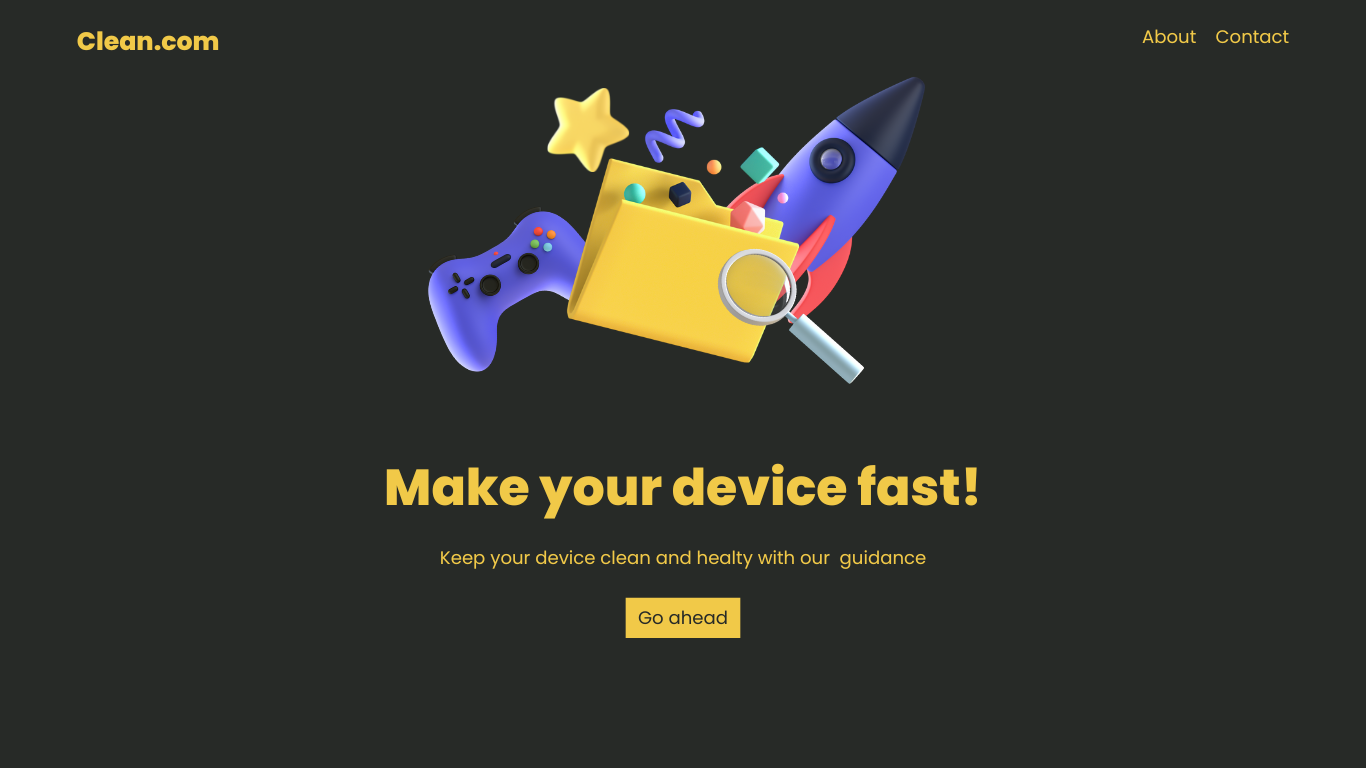 Clean.com
About Contact
Make your device fast!
Keep your device clean and healty with our  guidance
Go ahead